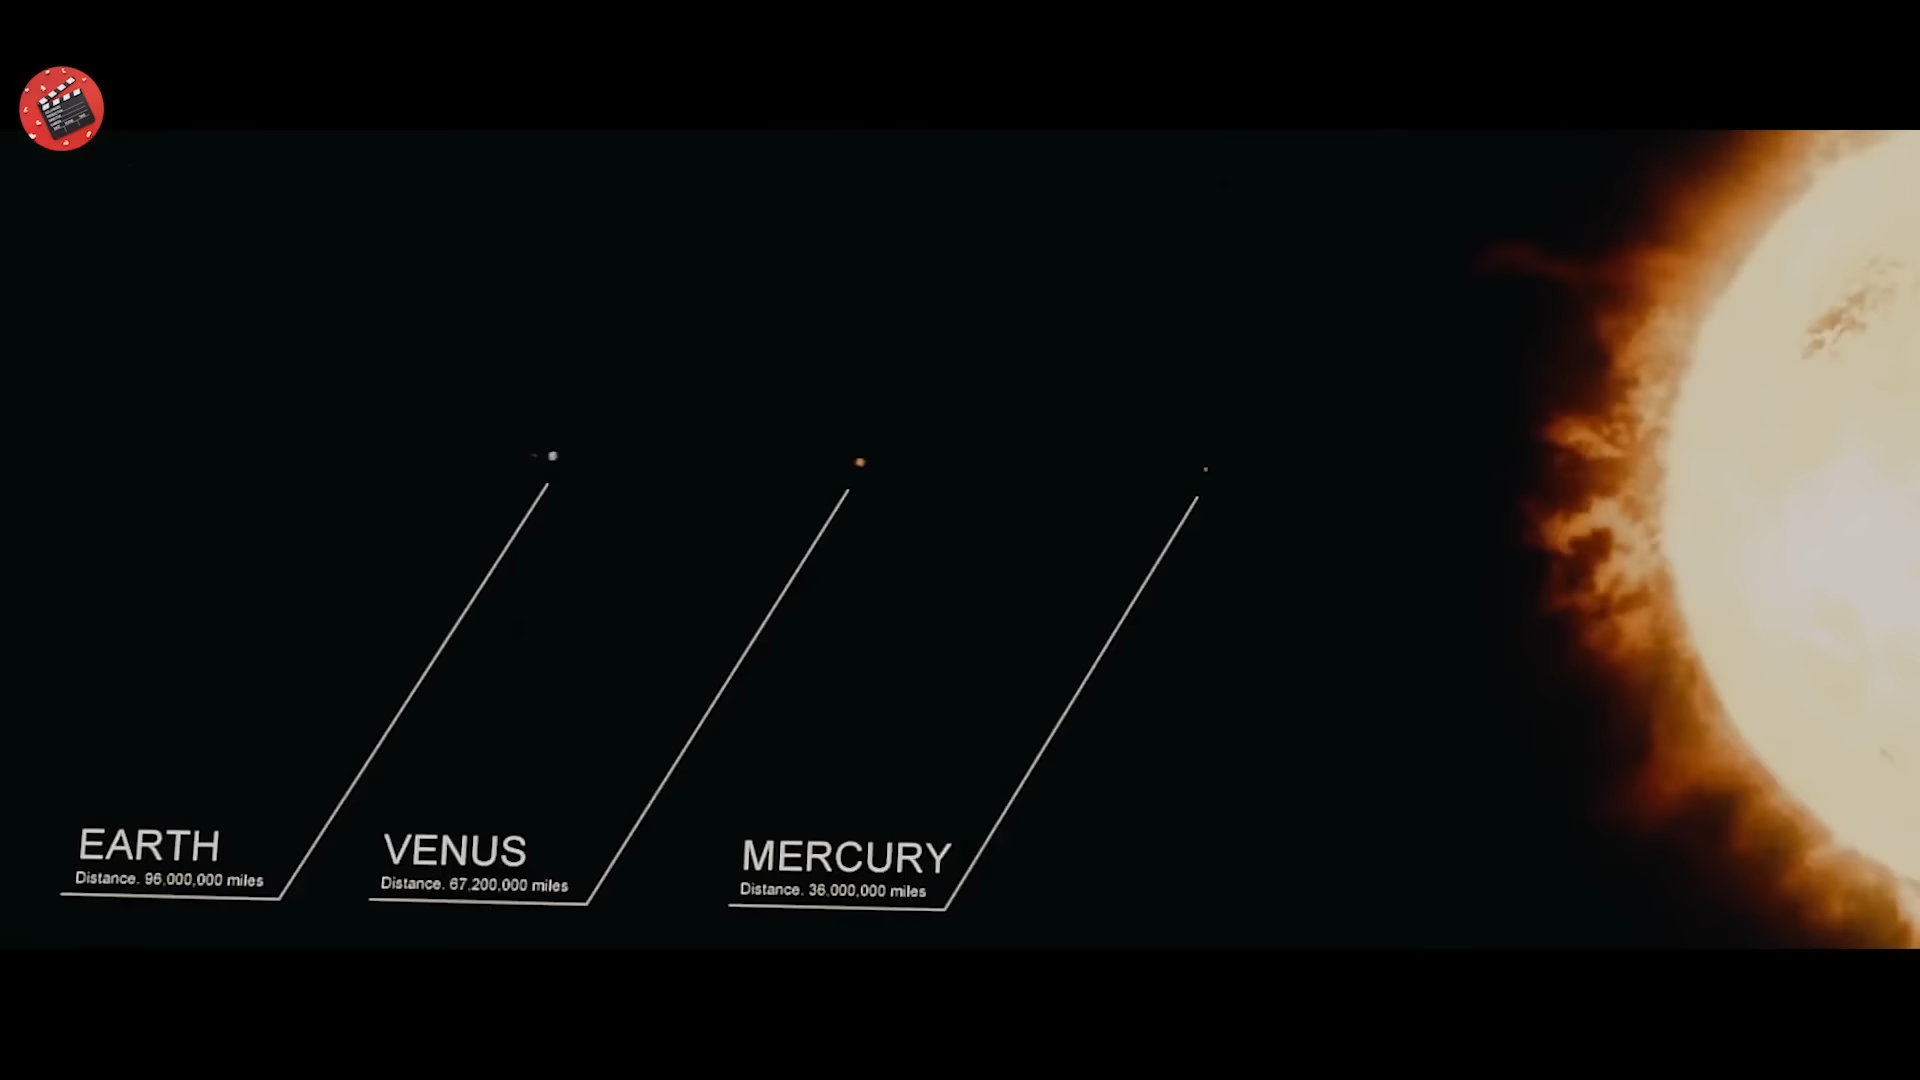 EARTH
Distance. 96,000,000 miles
VENUS
Distance. 67,200,000 miles
MERCURY
Distance. 36,000,000 miles